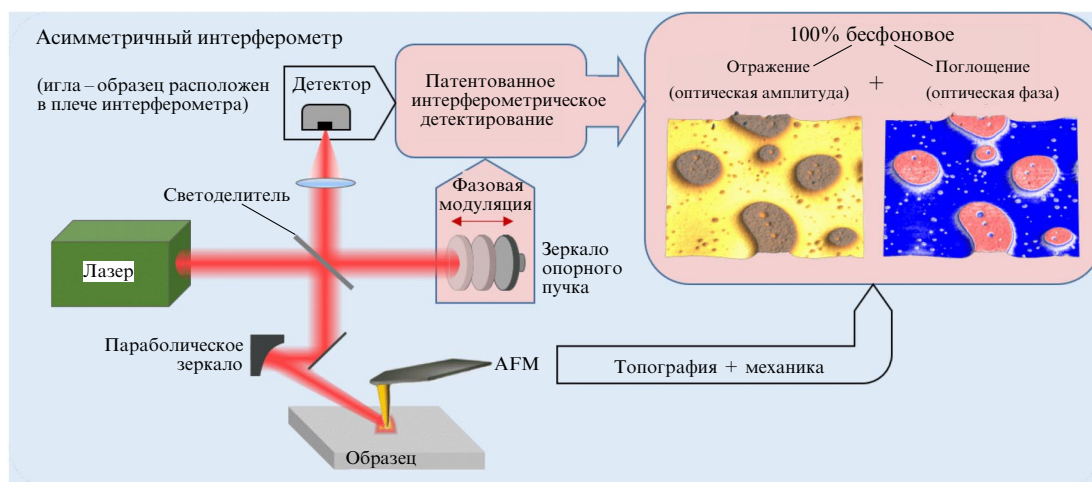 Асимметричный интерферометр
(игла – образец расположен
в плече интерферометра)
Детектор
Патентованное
интерферометрическое
детектирование
100% бесфоновое
Отражение
Поглощение
(оптическая амплитуда)
+
(оптическая фаза)
Светоделитель
Фазовая
модуляция
Лазер
Зеркало
опорного
пучка
Параболическое
зеркало
AFM
Топография + механика
Образец